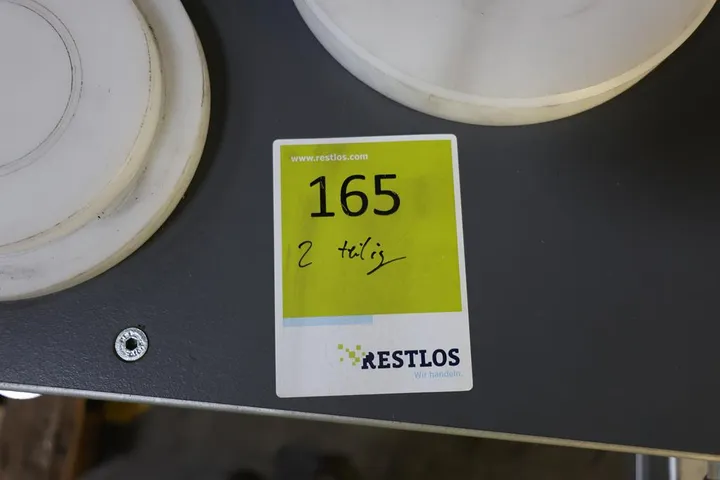 www.restlos.com
165
2 teilig
RESTLOS
Wir handeln.